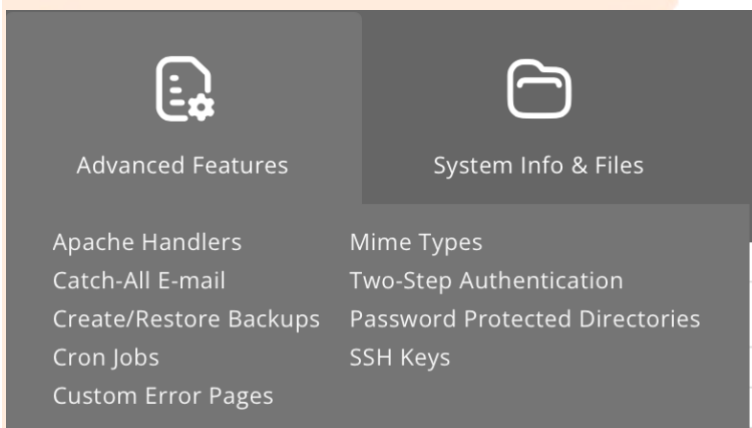 Advanced Features
System Info & Files
Apache Handlers
Catch-All E-mail
Create/Restore Backups
Cron Jobs
Custom Error Pages
Mime Types
Two-Step Authentication
Password Protected Directories
SSH Keys